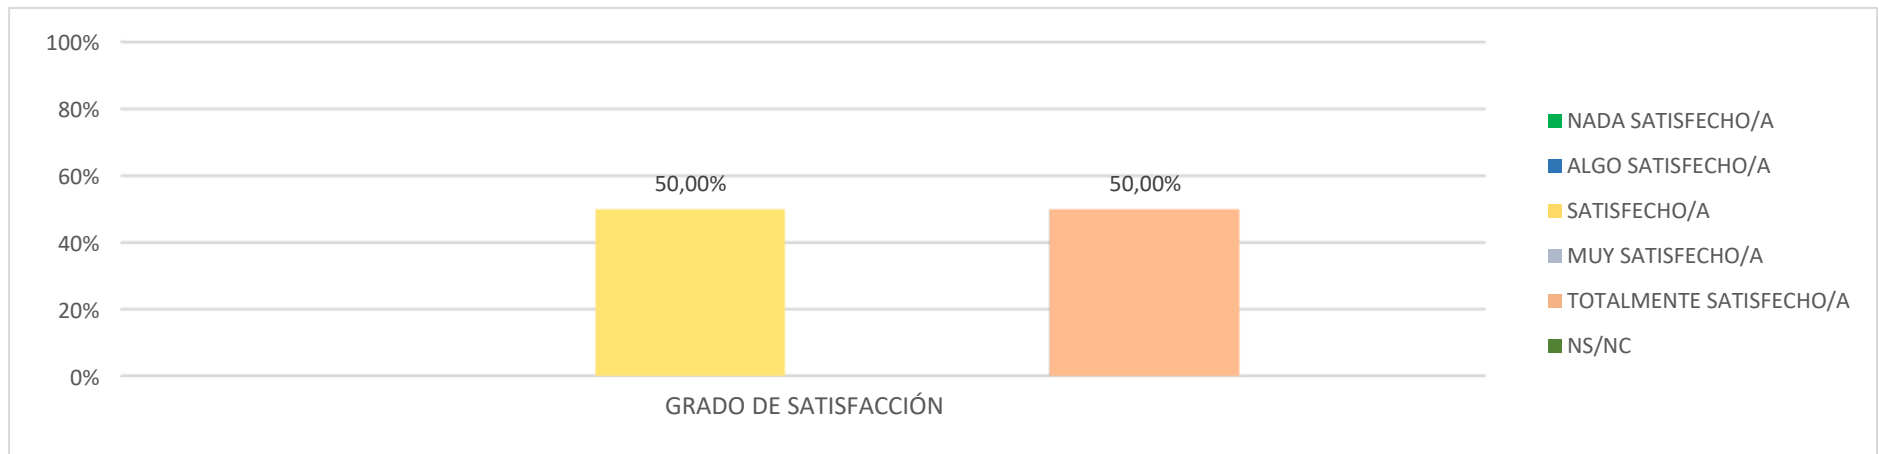 100%
80%
60%
40%
20%
0%
50,00%
50,00%
GRADO DE SATISFACCIÓN
NADA SATISFECHO/A
ALGO SATISFECHO/A
SATISFECHO/A
MUY SATISFECHO/A
TOTALMENTE SATISFECHO/A
NS/NC